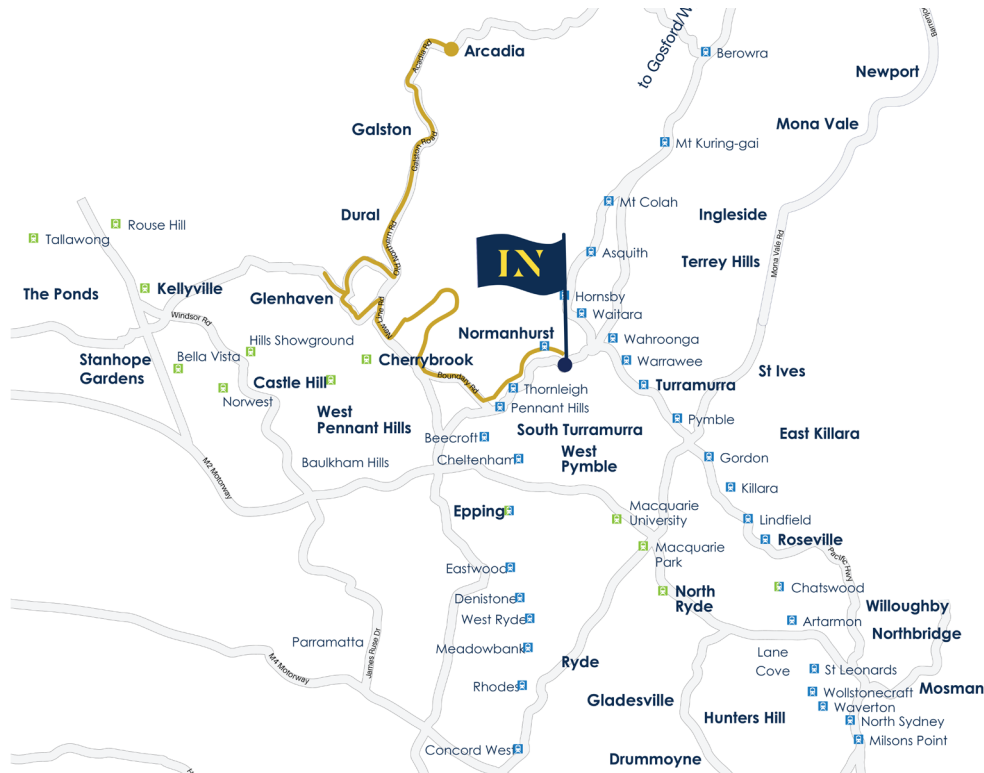 to Gosford/W
Barrenjo
Arcadia
Acadia Rd
Berowra
Newport
Mona Vale
Galston
Galston Road
Mt Kuring-gai
Mt Colah
Dural
Ingleside
Rouse Hill
Tallawong
Old Northern Rd
Mona Vale Rd
IN
Asquith
Terrey Hills
Kellyville
The Ponds
Glenhaven
Hornsby
Waitara
New Line Rd
Windsor Rd
Normanhurst
Wahroonga
Hills Showground
Bella Vista
Stanhope
Gardens
Cherrybrook
Warrawee
St Ives
Castle Hill
Boundary Rd
Turramurra
Norwest
Thornleigh
Pennant Hills
West
Pennant Hills
Pymble
South Turramurra
East Killara
Beecroft
West
Pymble
Cheltenham
Baulkham Hills
Gordon
M2 Motorway
Killara
Epping
Macquarie
University
Lindfield
Roseville
Macquarie
Park
Pacific Hwy
Eastwood
Chatswood
Denistone
North
Ryde
Willoughby
West Ryde
Artarmon
Northbridge
Parramatta
James Ruse Dr
Meadowbank
Lane
Cove
M4 Motorway
Ryde
St Leonards
Rhodes
Wollstonecraft
Mosman
Gladesville
Waverton
Hunters Hill
North Sydney
Concord West
Milsons Point
Drummoyne